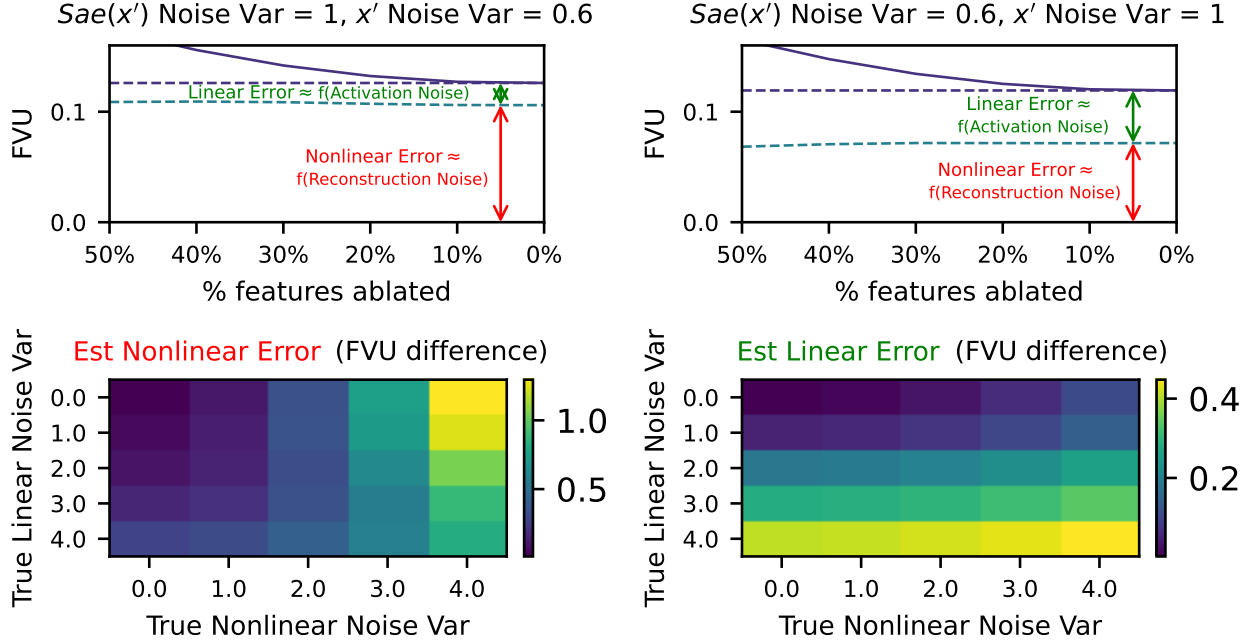 Sae(x′) Noise Var = 1, x′ Noise Var = 0.6
FVU
0.1
0.0
Linear Error ≈ f(Activation Noise)
Nonlinear Error ≈
f(Reconstruction Noise)
50% 40% 30% 20% 10% 0%
% features ablated
Sae(x′) Noise Var = 0.6, x′ Noise Var = 1
FVU
0.1
0.0
Linear Error ≈
f(Activation Noise)
Nonlinear Error ≈
f(Reconstruction Noise)
50% 40% 30% 20% 10% 0%
% features ablated
Est Nonlinear Error (FVU difference)
True Linear Noise Var
0.0
1.0
2.0
3.0
4.0
0.0 1.0 2.0 3.0 4.0
True Nonlinear Noise Var
1.0
0.5
Est Linear Error (FVU difference)
True Linear Noise Var
0.0
1.0
2.0
3.0
4.0
0.0 1.0 2.0 3.0 4.0
True Nonlinear Noise Var
0.4
0.2